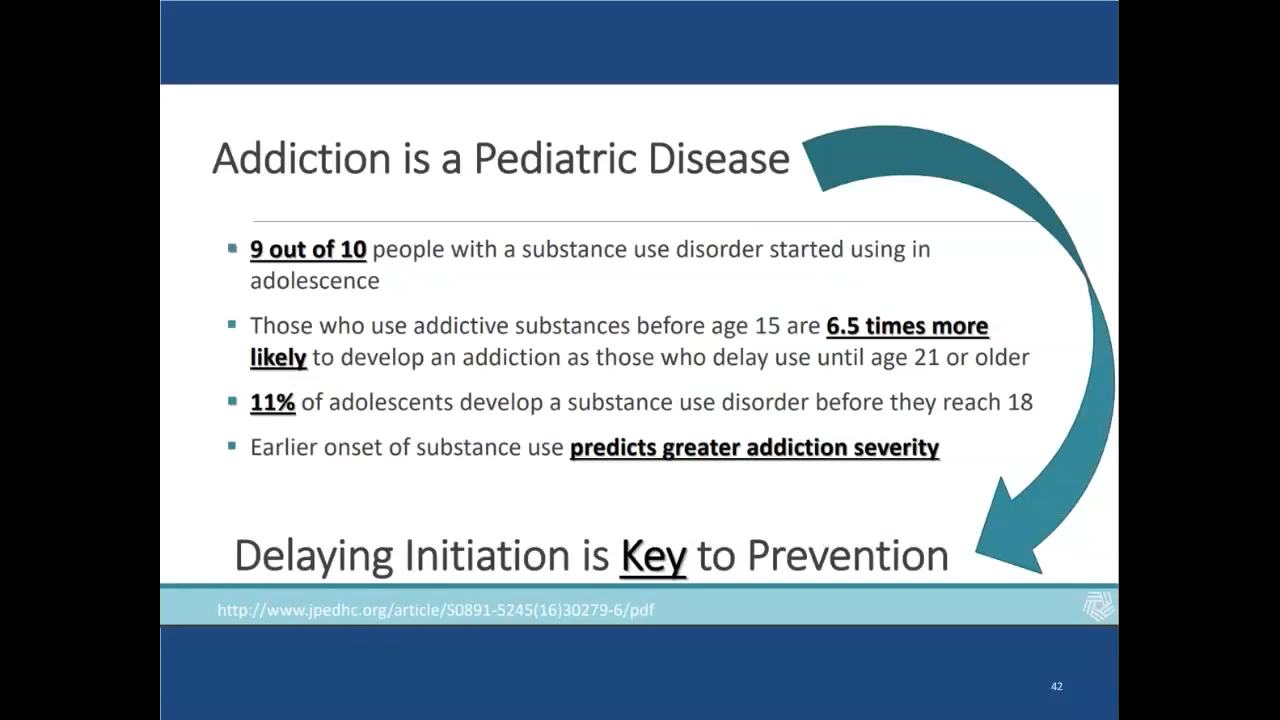 Addiction is a Pediatric Disease
▪ 9 out of 10 people with a substance use disorder started using in
adolescence
▪ Those who use addictive substances before age 15 are 6.5 times more
likely to develop an addiction as those who delay use until age 21 or older
▪ 11% of adolescents develop a substance use disorder before they reach 18
▪ Earlier onset of substance use predicts greater addiction severity
Delaying Initiation is Key to Prevention
http://www.jpedhc.org/article/S0891-5245(16)30279-6/pdf
42